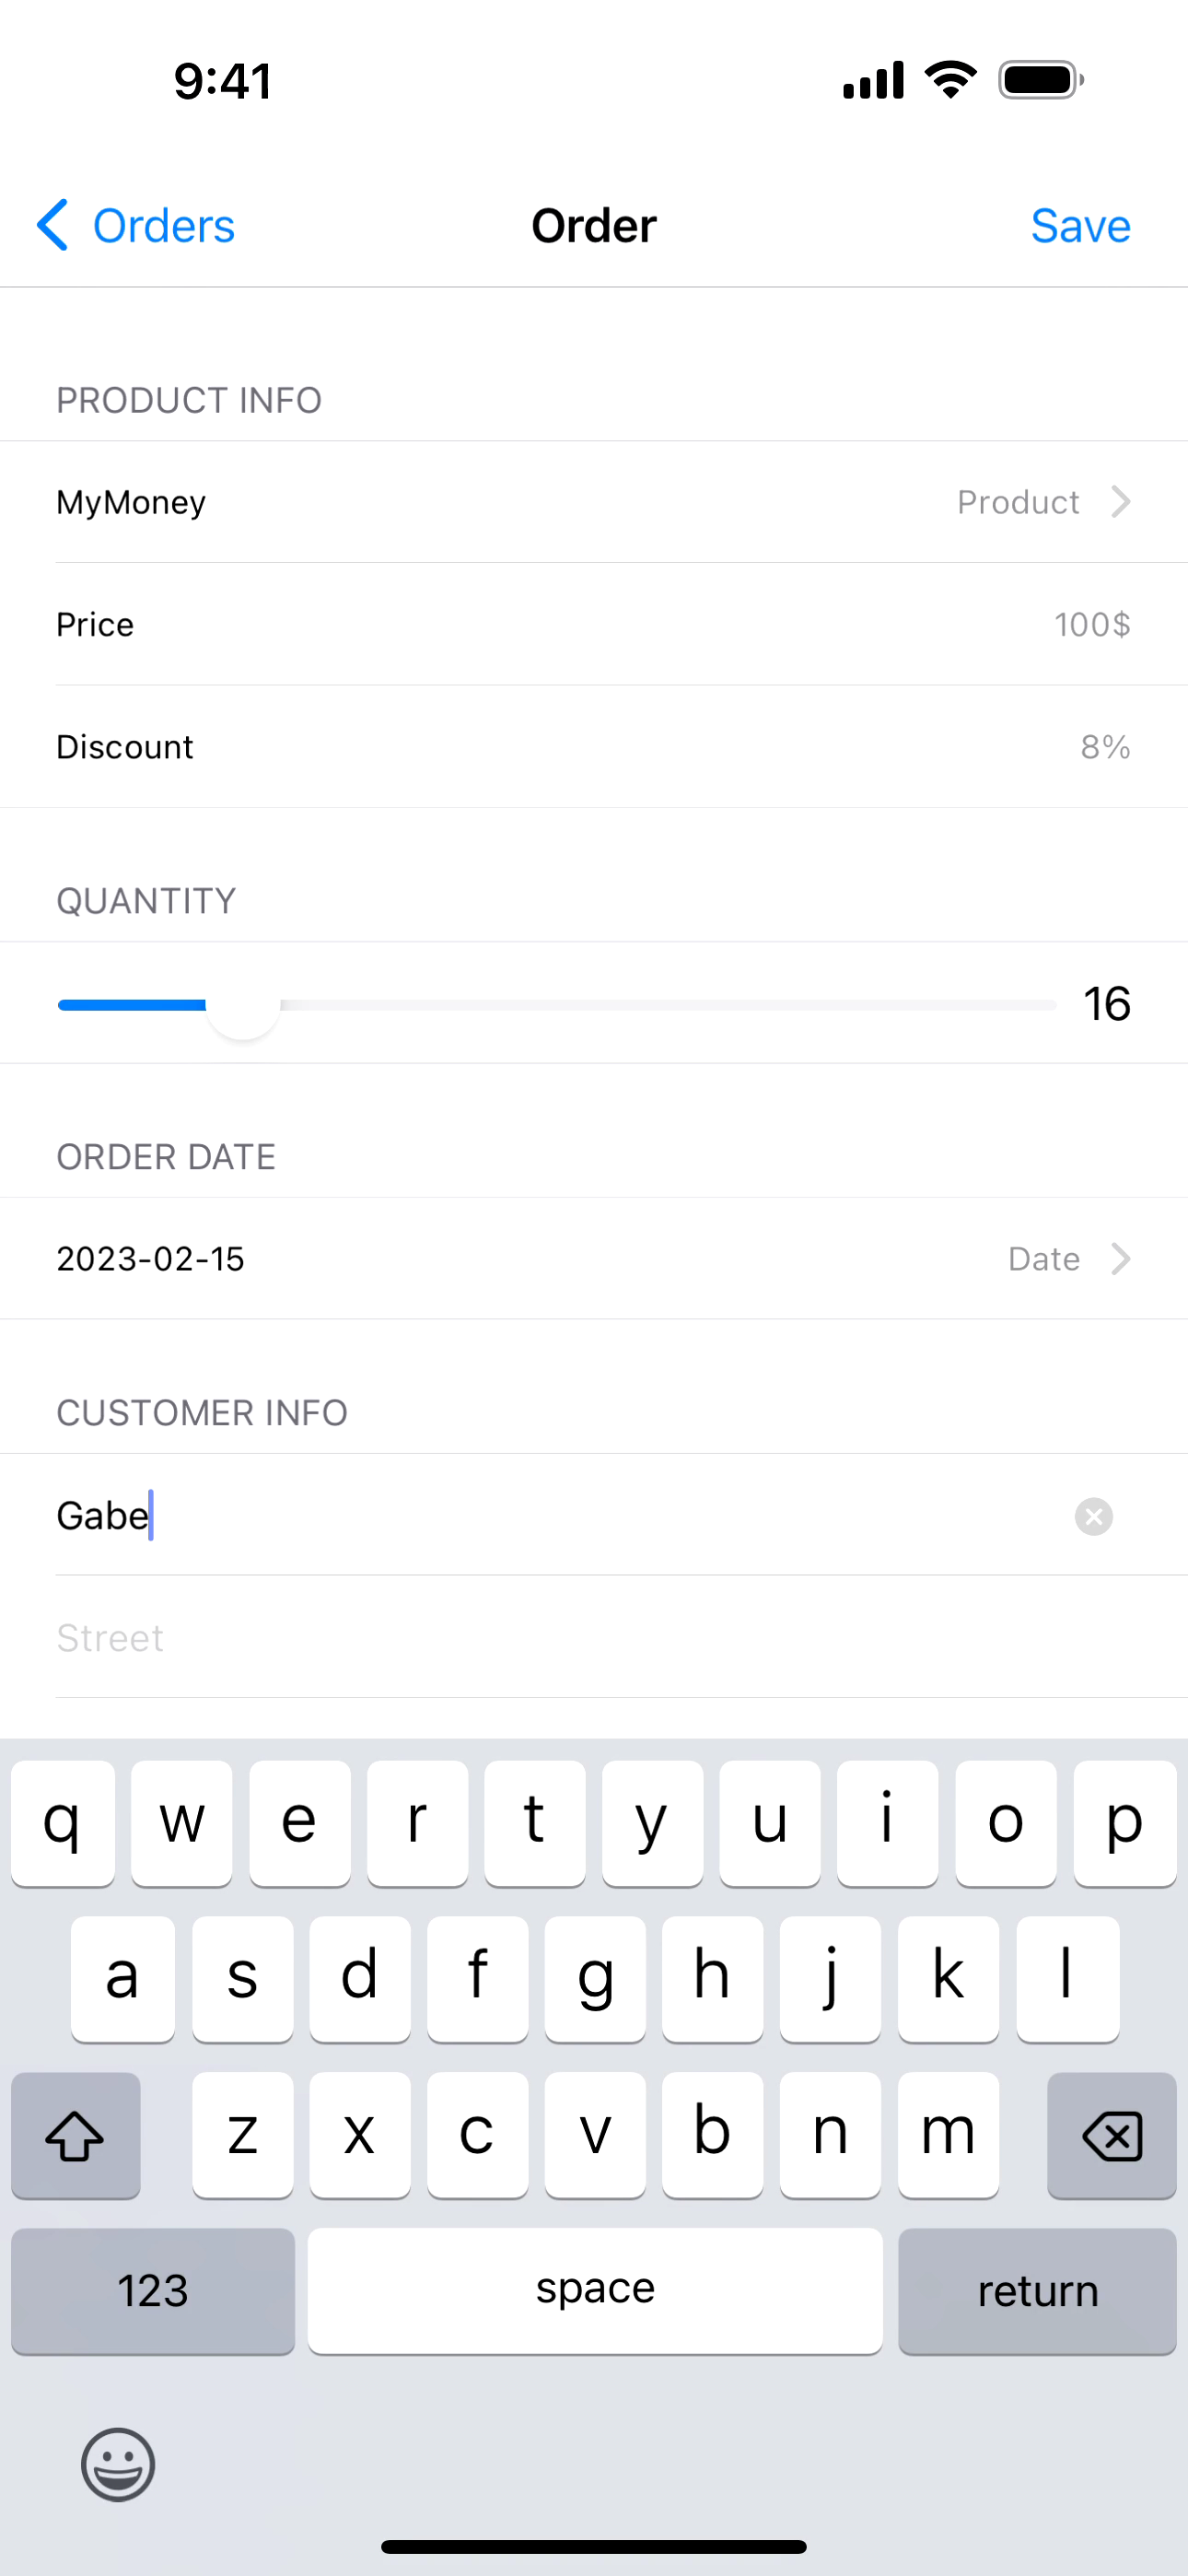 9:41
Orders Order Save
PRODUCT INFO
MyMoney Product
Price 100$
Discount 8%
QUANTITY
16
ORDER DATE
2023-02-15 Date
CUSTOMER INFO
Gabe
Street
q w e r t y u i o p
a s d f g h j k l
z x c v b n m
123 space return